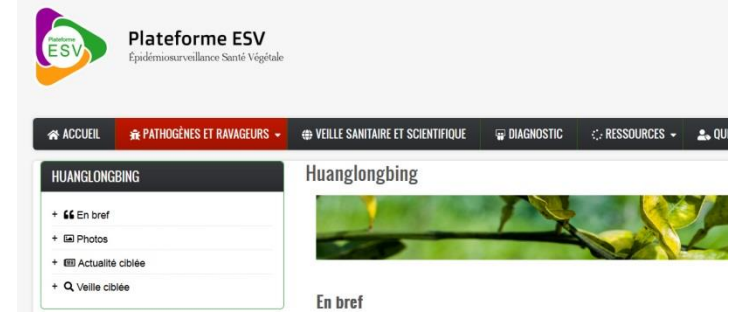 Plateforme
ESV
Plateforme ESV
Épidémiosurveillance Santé Végétale
ACCUEIL PATHOGÈNES ET RAVAGEURS VEILLE SANITAIRE ET SCIENTIFIQUE DIAGNOSTIC RESSOURCES QU
HUANGLONGBING
+ En bref
+ Photos
+ Actualité ciblée
+ Veille ciblée
Huanglongbing
En bref